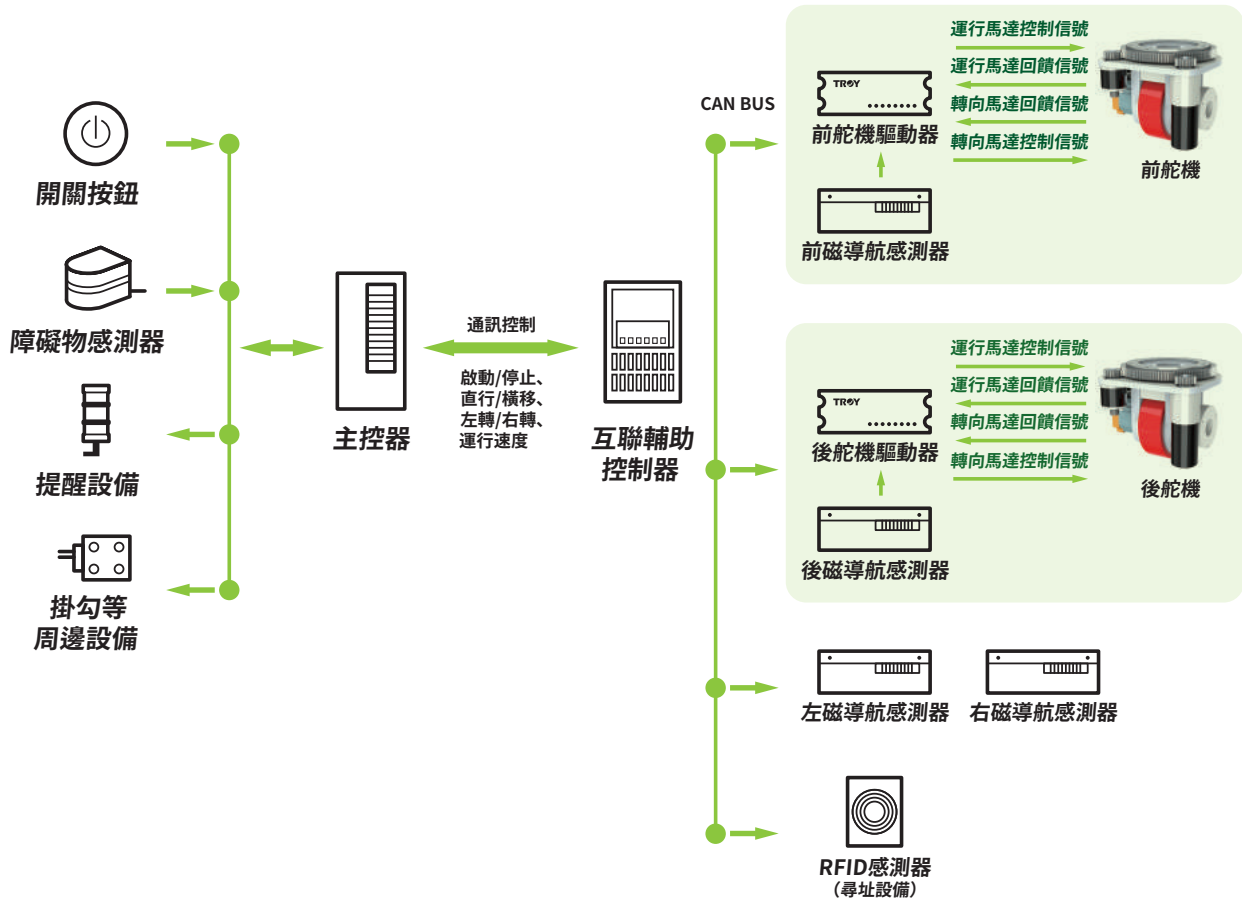 開關按鈕
障礙物感測器
提醒設備
掛勾等
周邊設備
主控器
通訊控制
啟動/停止、
直行/橫移、
左轉/右轉、
運行速度
互聯輔助
控制器
CAN BUS
TROY
前舵機驅動器
前磁導航感測器
運行馬達控制信號
運行馬達回饋信號
轉向馬達回饋信號
轉向馬達控制信號
前舵機
TROY
後舵機驅動器
後磁導航感測器
運行馬達控制信號
運行馬達回饋信號
轉向馬達回饋信號
轉向馬達控制信號
後舵機
左磁導航感測器
右磁導航感測器
RFID感測器
（尋址設備）